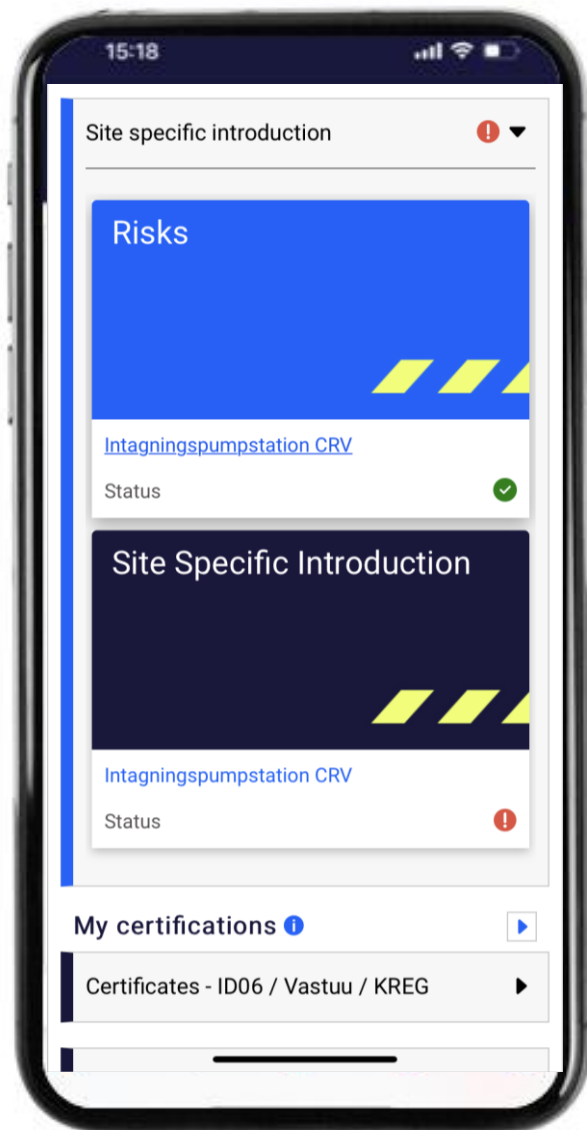 15:18
Site specific introduction
Risks
Intagningspumpstation CRV
Status
Site Specific Introduction
Intagningspumpstation CRV
Status
My certifications
Certificates - ID06 / Vastuu / KREG